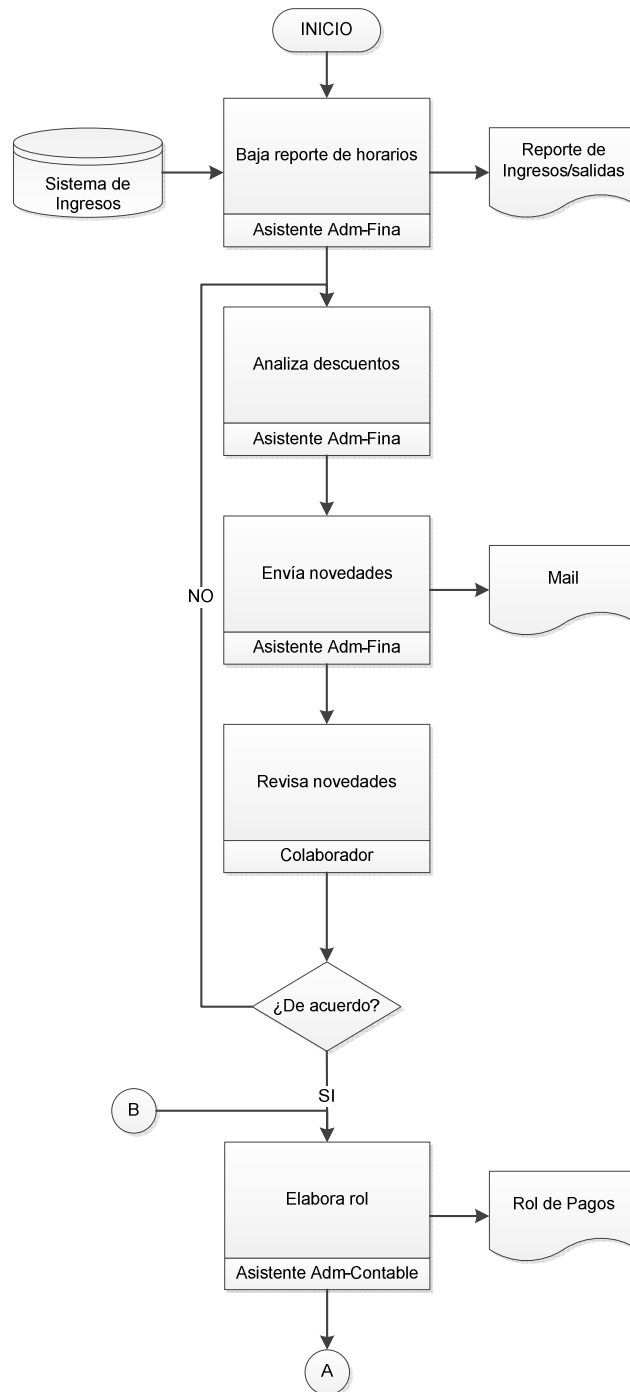 INICIO
Baja reporte de horarios
Asistente Adm-Fina
Sistema de
Ingresos
Reporte de
Ingresos/salidas
Analiza descuentos
Asistente Adm-Fina
Envía novedades
Asistente Adm-Fina
Mail
NO
Revisa novedades
Colaborador
¿De acuerdo?
SI
B
Elabora rol
Asistente Adm-Contable
Rol de Pagos
A